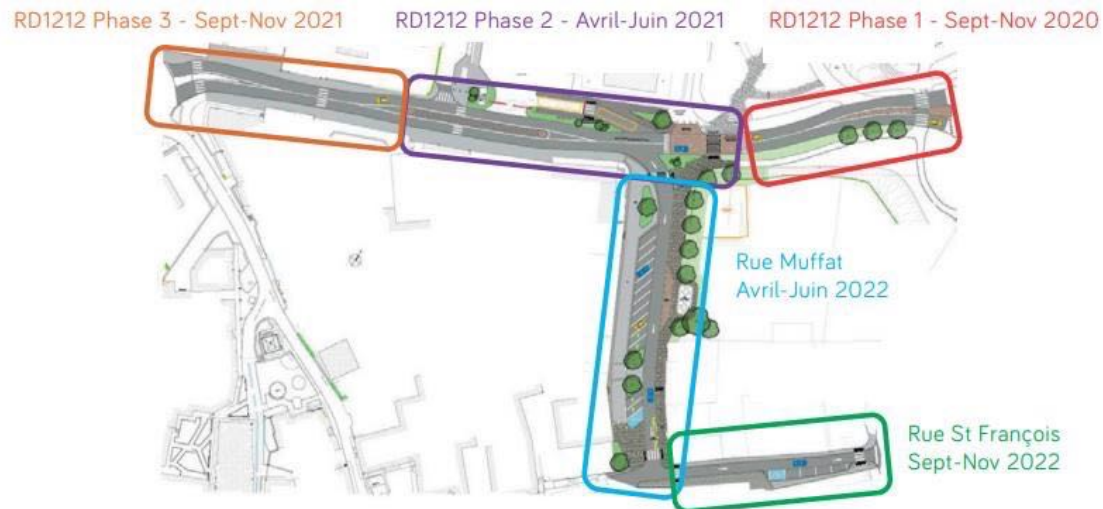 RD1212 Phase 3 - Sept-Nov 2021
RD1212 Phase 2 - Avril-Juin 2021
RD1212 Phase 1 - Sept-Nov 2020
Rue Muffat
Avril-Juin 2022
Rue St François
Sept-Nov 2022